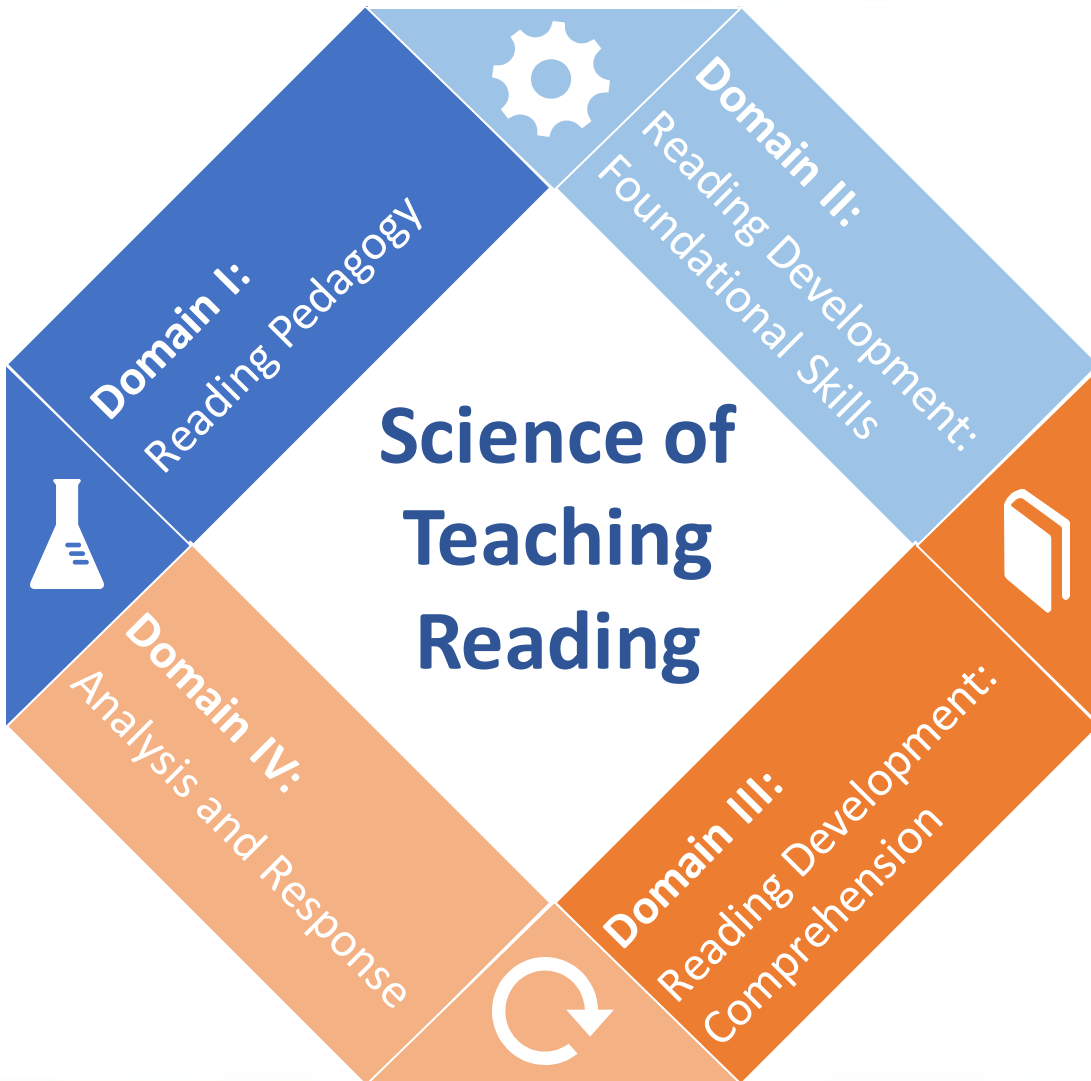 Domain I:
Reading Pedagogy
Domain II:
Reading Development:
Foundational Skills
Science of
Teaching
Reading
Domain III:
Reading Development:
Comprehension
Domain IV:
Analysis and Response